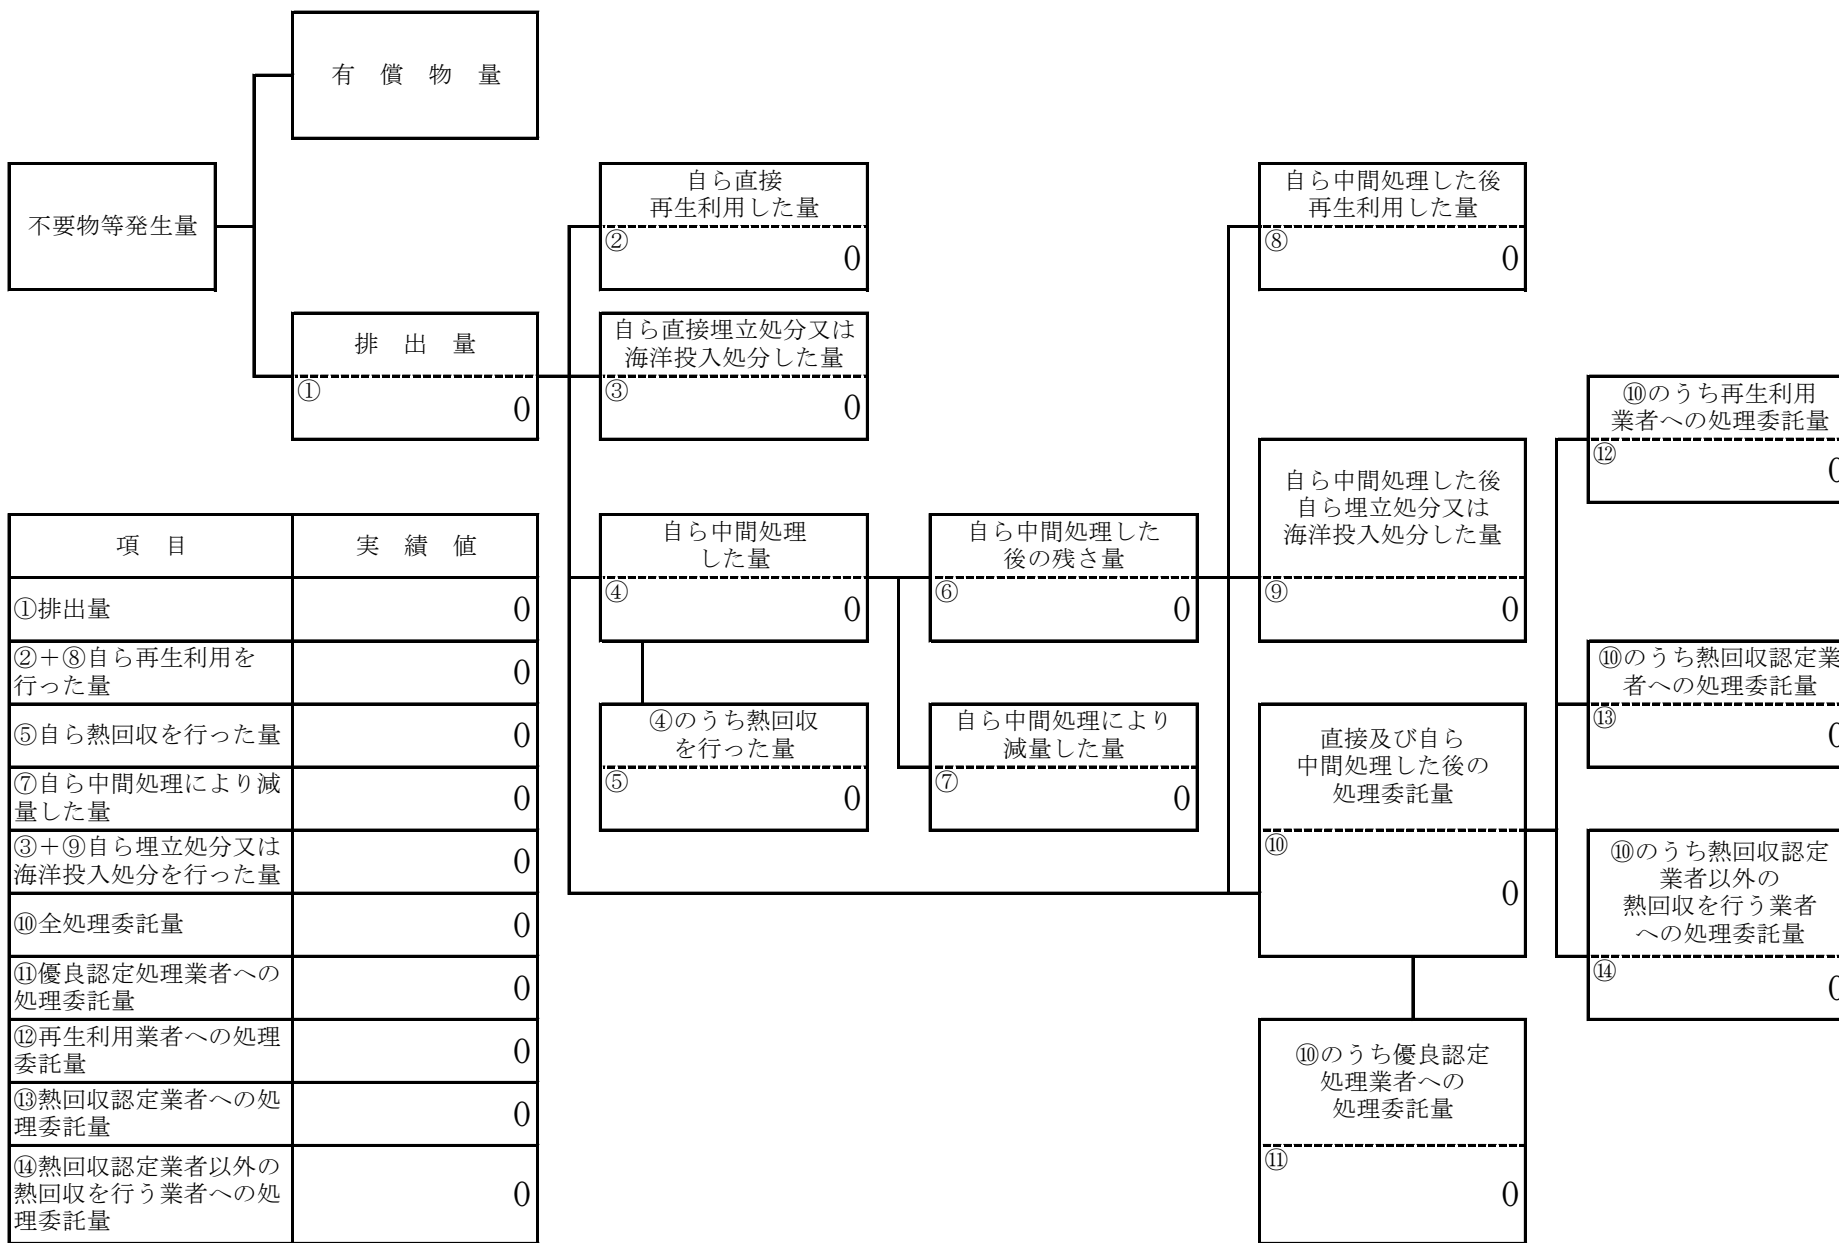 有　償　物　量
不要物等発生量
排　出　量
①
0
自ら直接
再生利用した量
②
0
自ら直接埋立処分又は
海洋投入処分した量
③
0
自ら中間処理
した量
④
0
④のうち熱回収
を行った量
⑤
0
自ら中間処理した
後の残さ量
⑥
0
自ら中間処理により
減量した量
⑦
0
自ら中間処理した後
再生利用した量
⑧
0
自ら中間処理した後
自ら埋立処分又は
海洋投入処分した量
⑨
0
直接及び自ら
中間処理した後の
処理委託量
⑩
0
⑩のうち優良認定
処理業者への
処理委託量
⑪
0
⑩のうち再生利用
業者への処理委託量
⑫
0
⑩のうち熱回収認定業
者への処理委託量
⑬
0
⑩のうち熱回収認定
業者以外の
熱回収を行う業者
への処理委託量
⑭
0
項　目　実　績　値
①排出量　0
②＋⑧自ら再生利用を
行った量　0
⑤自ら熱回収を行った量　0
⑦自ら中間処理により減
量した量　0
③＋⑨自ら埋立処分又は
海洋投入処分を行った量　0
⑩全処理委託量　0
⑪優良認定処理業者への
処理委託量　0
⑫再生利用業者への処理
委託量　0
⑬熱回収認定業者への処
理委託量　0
⑭熱回収認定業者以外の
熱回収を行う業者への処
理委託量　0